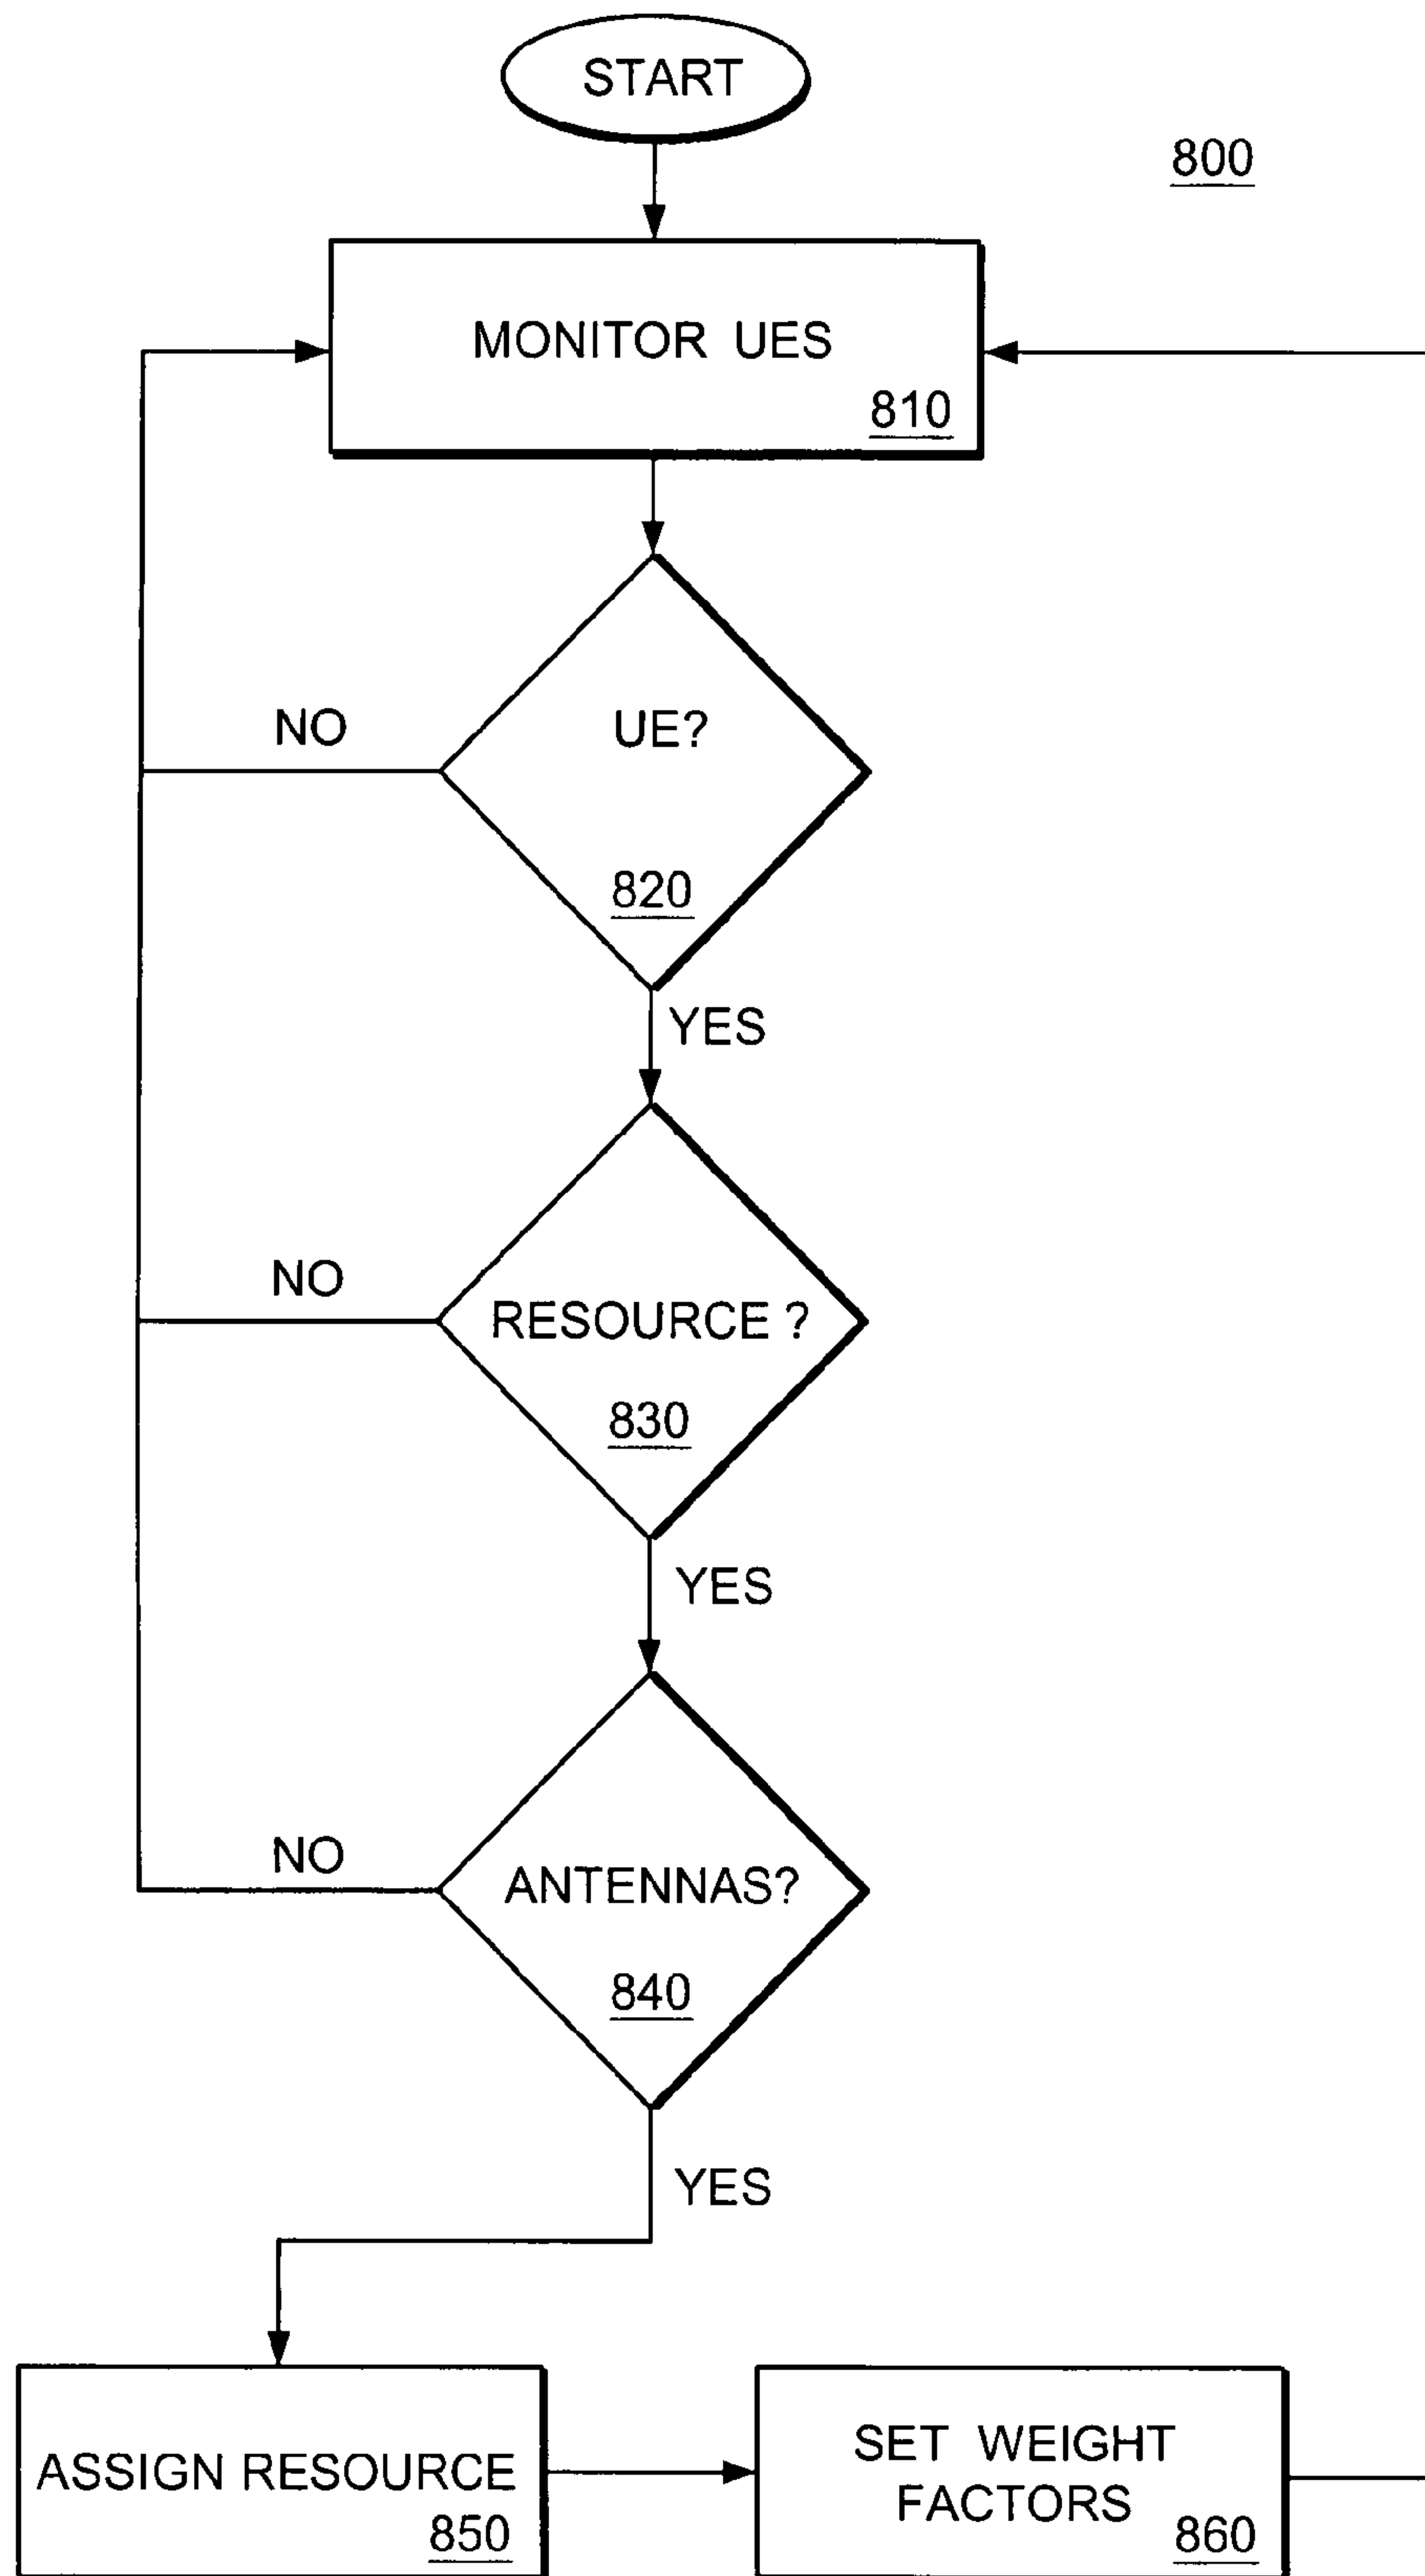 START
800
MONITOR UES
810
NO
UE?
820
YES
NO
RESOURCE ?
830
YES
NO
ANTENNAS?
840
YES
ASSIGN RESOURCE
850
SET WEIGHT
FACTORS
860